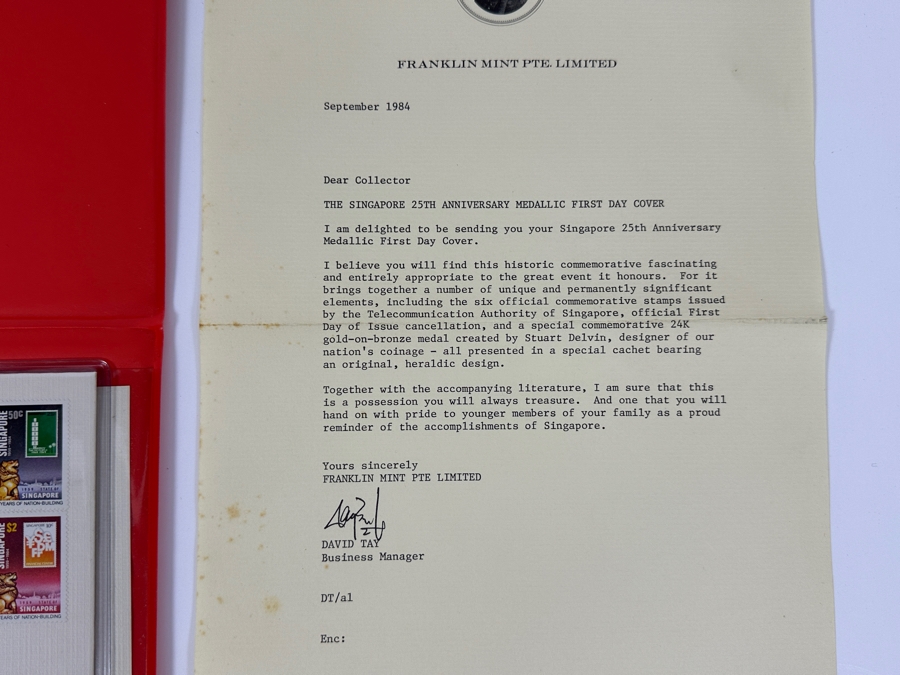 FRANKLIN MINT PTE. LIMITED
September 1984
Dear Collector
THE SINGAPORE 25TH ANNIVERSARY MEDALLIC FIRST DAY COVER
I am delighted to be sending you your Singapore 25th Anniversary
Medallic First Day Cover.
I believe you will find this historic commemorative fascinating
and entirely appropriate to the great event it honours. For it
brings together a number of unique and permanently significant
elements, including the six official commemorative stamps issued
by the Telecommunication Authority of Singapore, official First
Day of Issue cancellation, and a special commemorative 24K
gold-on-bronze medal created by Stuart Delvin, designer of our
nation's coinage - all presented in a special cachet bearing
an original, heraldic design.
Together with the accompanying literature, I am sure that this
is a possession you will always treasure. And one that you will
hand on with pride to younger members of your family as a proud
reminder of the accomplishments of Singapore.
Yours sincerely
FRANKLIN MINT PTE LIMITED
DAVID TAY
Business Manager
DT/al
Enc:
SINGAPORE 50c
SINGAPORE
YEARS OF NATION-BUILDING
SINGAPORE $2
SINGAPORE
YEARS OF NATION-BUILDING